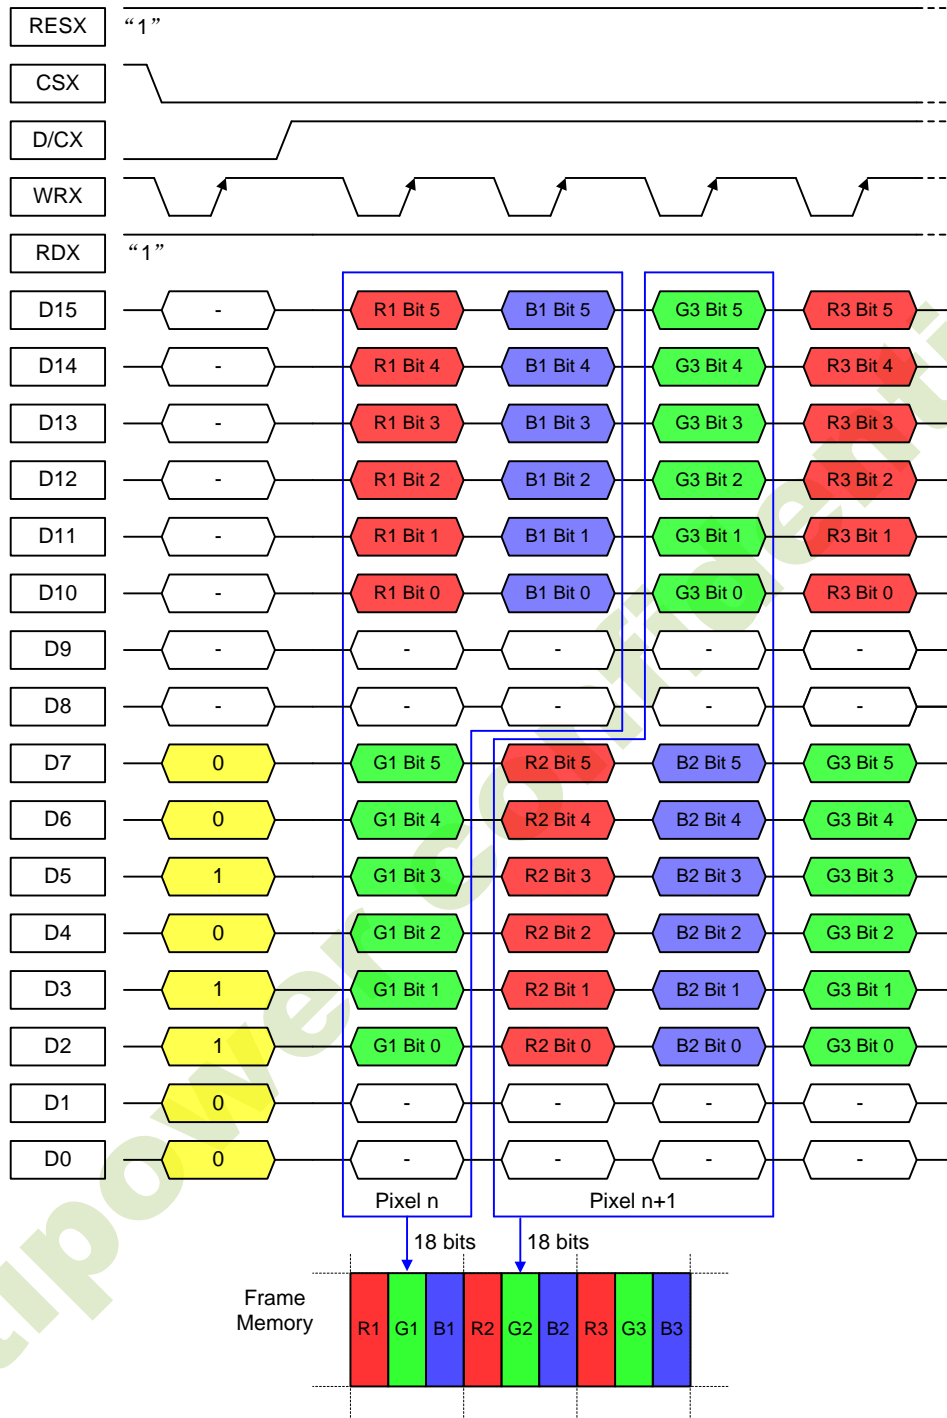 RESX “1”
CSX
D/CX
WRX
RDX “1”
D15 - R1 Bit 5 B1 Bit 5 G3 Bit 5 R3 Bit 5
D14 - R1 Bit 4 B1 Bit 4 G3 Bit 4 R3 Bit 4
D13 - R1 Bit 3 B1 Bit 3 G3 Bit 3 R3 Bit 3
D12 - R1 Bit 2 B1 Bit 2 G3 Bit 2 R3 Bit 2
D11 - R1 Bit 1 B1 Bit 1 G3 Bit 1 R3 Bit 1
D10 - R1 Bit 0 B1 Bit 0 G3 Bit 0 R3 Bit 0
D9 - - - - -
D8 - - - - -
D7 0 G1 Bit 5 R2 Bit 5 B2 Bit 5 G3 Bit 5
D6 0 G1 Bit 4 R2 Bit 4 B2 Bit 4 G3 Bit 4
D5 1 G1 Bit 3 R2 Bit 3 B2 Bit 3 G3 Bit 3
D4 0 G1 Bit 2 R2 Bit 2 B2 Bit 2 G3 Bit 2
D3 1 G1 Bit 1 R2 Bit 1 B2 Bit 1 G3 Bit 1
D2 1 G1 Bit 0 R2 Bit 0 B2 Bit 0 G3 Bit 0
D1 0 - - - -
D0 0 - - - -
Pixel n Pixel n+1
18 bits 18 bits
Frame
Memory
R1 G1 B1 R2 G2 B2 R3 G3 B3
tipower confidenti